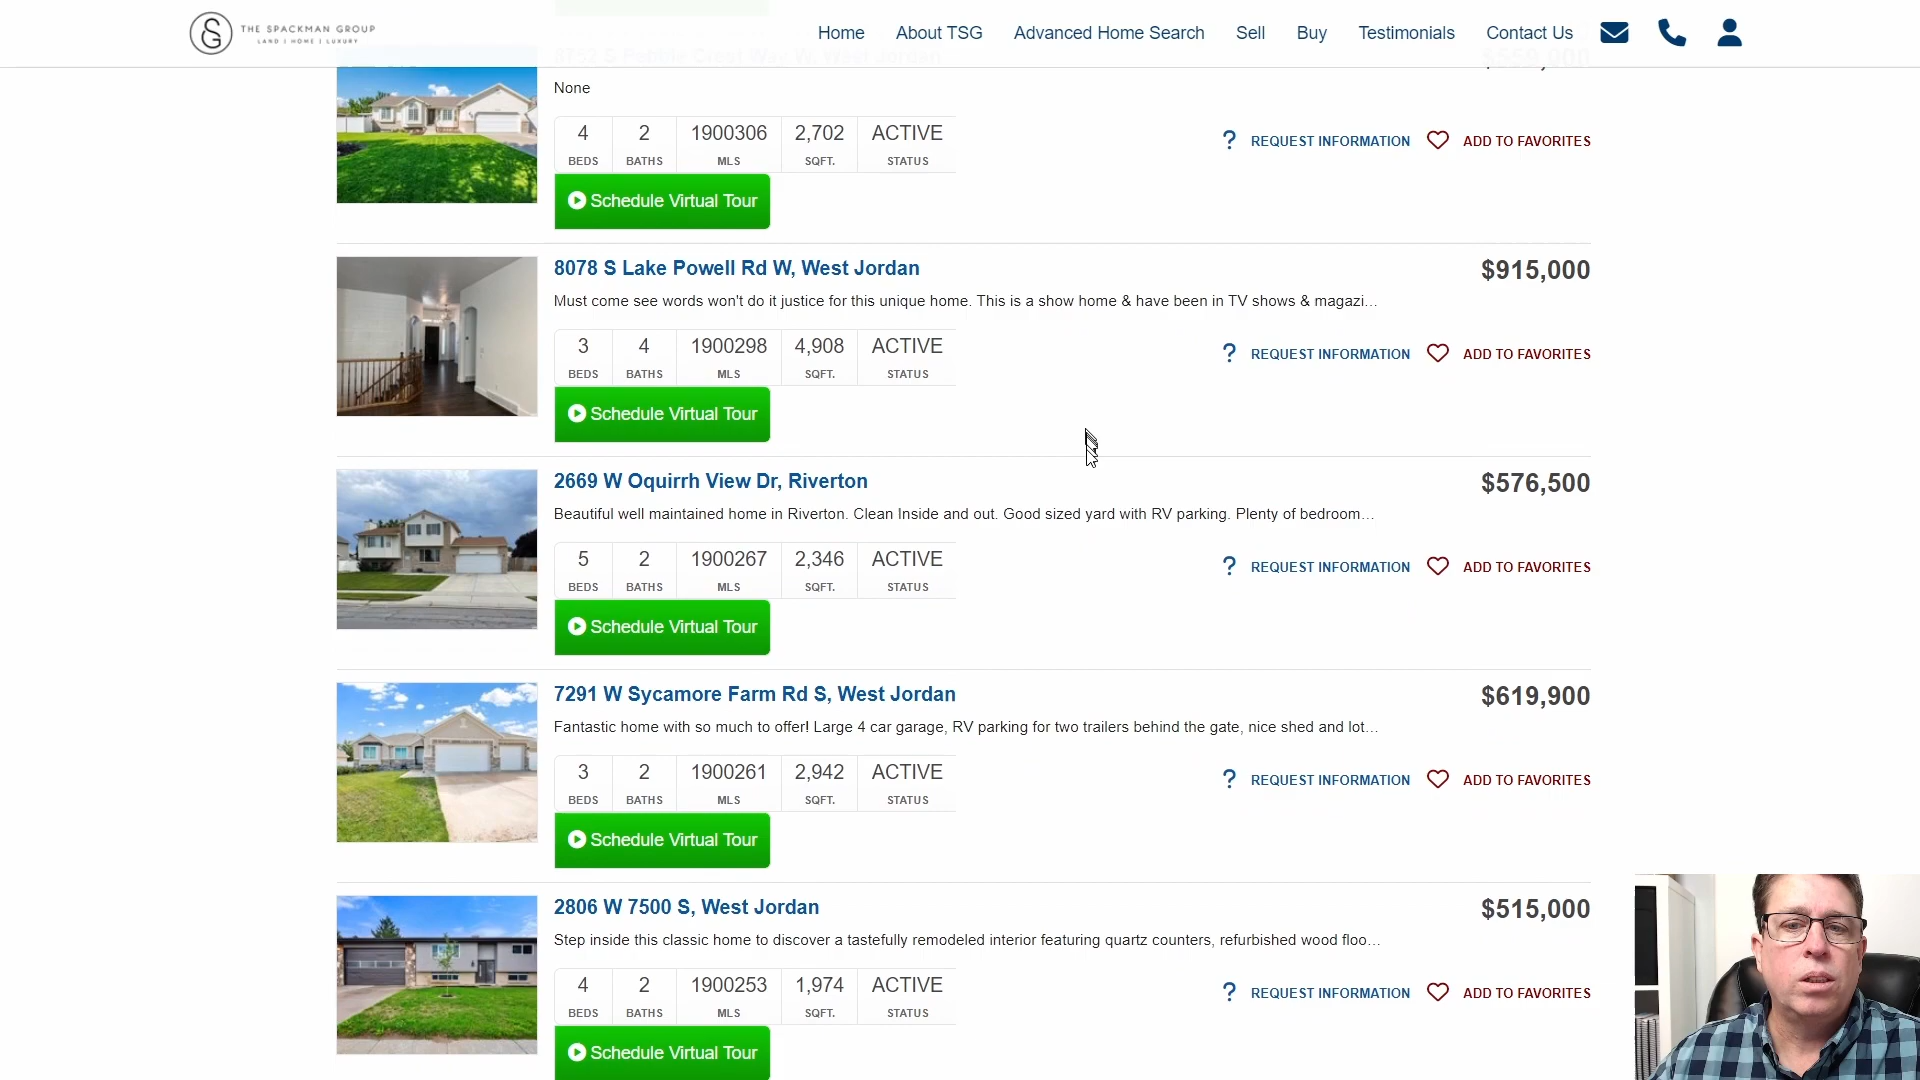 THE SPACKMAN GROUP
LAND | HOME | LUXURY
Home
About TSG
Advanced Home Search
Sell
Buy
Testimonials
Contact Us
None
4 2 1900306 2,702 ACTIVE
BEDS BATHS MLS SQFT. STATUS
? REQUEST INFORMATION ADD TO FAVORITES
Schedule Virtual Tour
8078 S Lake Powell Rd W, West Jordan
$915,000
Must come see words won't do it justice for this unique home. This is a show home & have been in TV shows & magazi...
3 4 1900298 4,908 ACTIVE
BEDS BATHS MLS SQFT. STATUS
? REQUEST INFORMATION ADD TO FAVORITES
Schedule Virtual Tour
2669 W Oquirrh View Dr, Riverton
$576,500
Beautiful well maintained home in Riverton. Clean Inside and out. Good sized yard with RV parking. Plenty of bedroom...
5 2 1900267 2,346 ACTIVE
BEDS BATHS MLS SQFT. STATUS
? REQUEST INFORMATION ADD TO FAVORITES
Schedule Virtual Tour
7291 W Sycamore Farm Rd S, West Jordan
$619,900
Fantastic home with so much to offer! Large 4 car garage, RV parking for two trailers behind the gate, nice shed and lot...
3 2 1900261 2,942 ACTIVE
BEDS BATHS MLS SQFT. STATUS
? REQUEST INFORMATION ADD TO FAVORITES
Schedule Virtual Tour
2806 W 7500 S, West Jordan
$515,000
Step inside this classic home to discover a tastefully remodeled interior featuring quartz counters, refurbished wood floo...
4 2 1900253 1,974 ACTIVE
BEDS BATHS MLS SQFT. STATUS
? REQUEST INFORMATION ADD TO FAVORITES
Schedule Virtual Tour